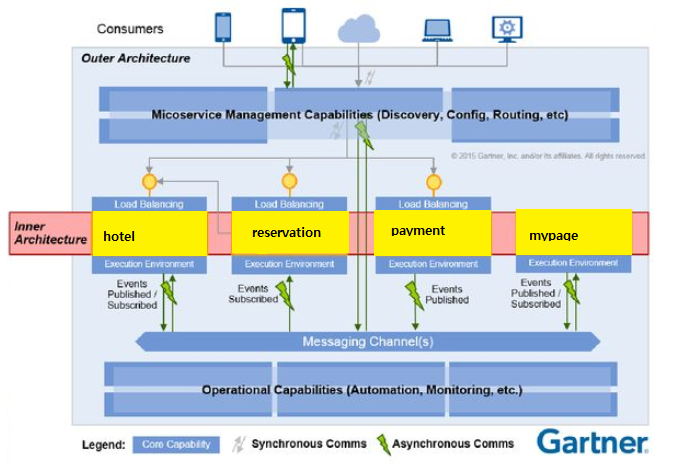 Consumers
Outer Architecture
Micoservice Management Capabilities (Discovery, Config, Routing, etc)
© 2015 Gartner, Inc. and/or its affiliates. All rights reserved.
Load Balancing
Load Balancing
Load Balancing
Inner
Architecture
hotel
reservation
payment
mypage
Execution Environment
Execution Environment
Execution Environment
Execution Environment
Events
Published /
Subscribed
Events
Subscribed
Events
Published
Events
Published /
Subscribed
Messaging Channel(s)
Operational Capabilities (Automation, Monitoring, etc.)
Legend:
Core Capability
Synchronous Comms
Asynchronous Comms
Gartner®